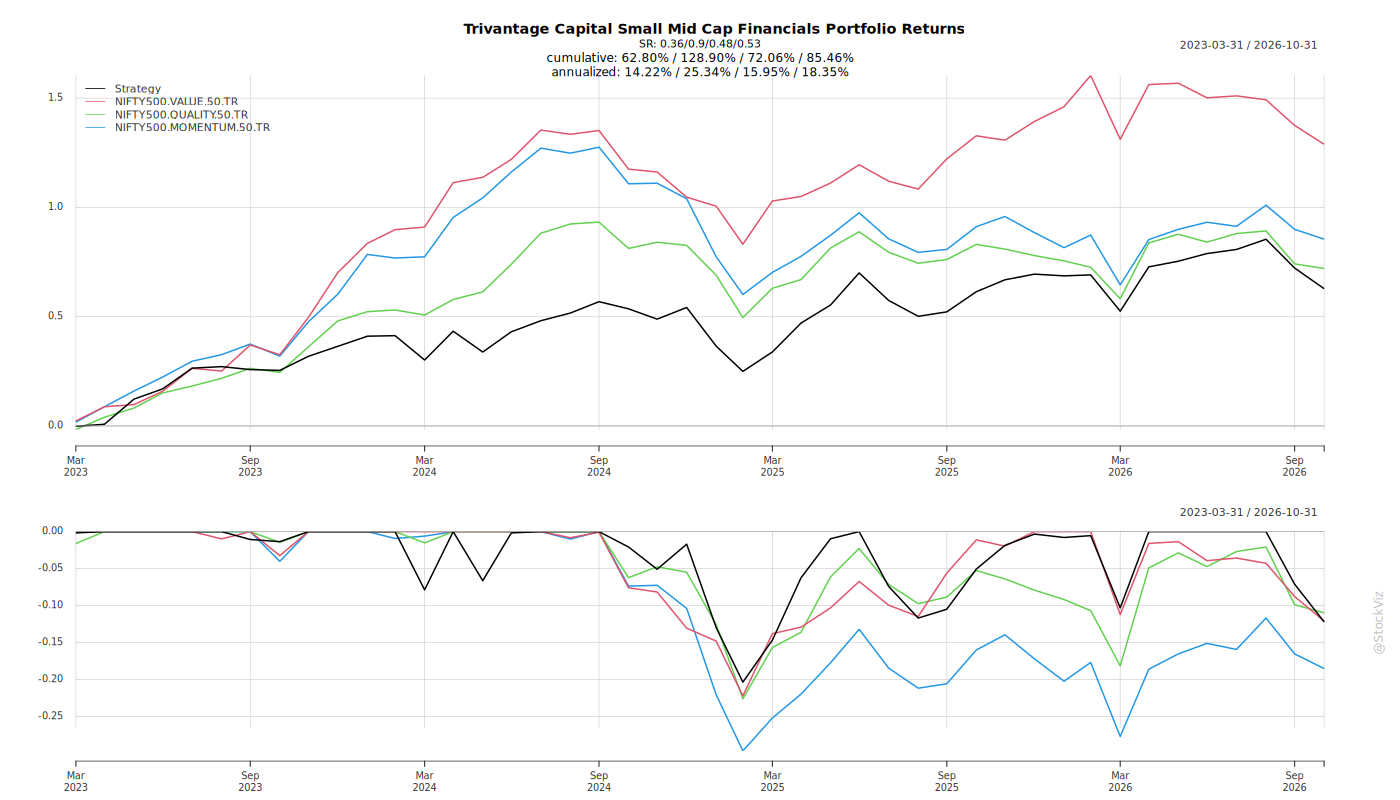 Trivantage Capital Small Mid Cap Financials Portfolio Returns
SR: 0.36/0.9/0.48/0.53
cumulative: 62.80% / 128.90% / 72.06% / 85.46%
annualized: 14.22% / 25.34% / 15.95% / 18.35%
2023-03-31 / 2026-10-31
Strategy
NIFTY500.VALUE.50.TR
NIFTY500.QUALITY.50.TR
NIFTY500.MOMENTUM.50.TR
1.5
1.0
0.5
0.0
Mar Sep Mar Sep Mar Sep Mar Sep
2023 2023 2024 2024 2025 2025 2026 2026
2023-03-31 / 2026-10-31
0.00
-0.05
-0.10
-0.15
-0.20
-0.25
Mar Sep Mar Sep Mar Sep Mar Sep
2023 2023 2024 2024 2025 2025 2026 2026
@StockViz